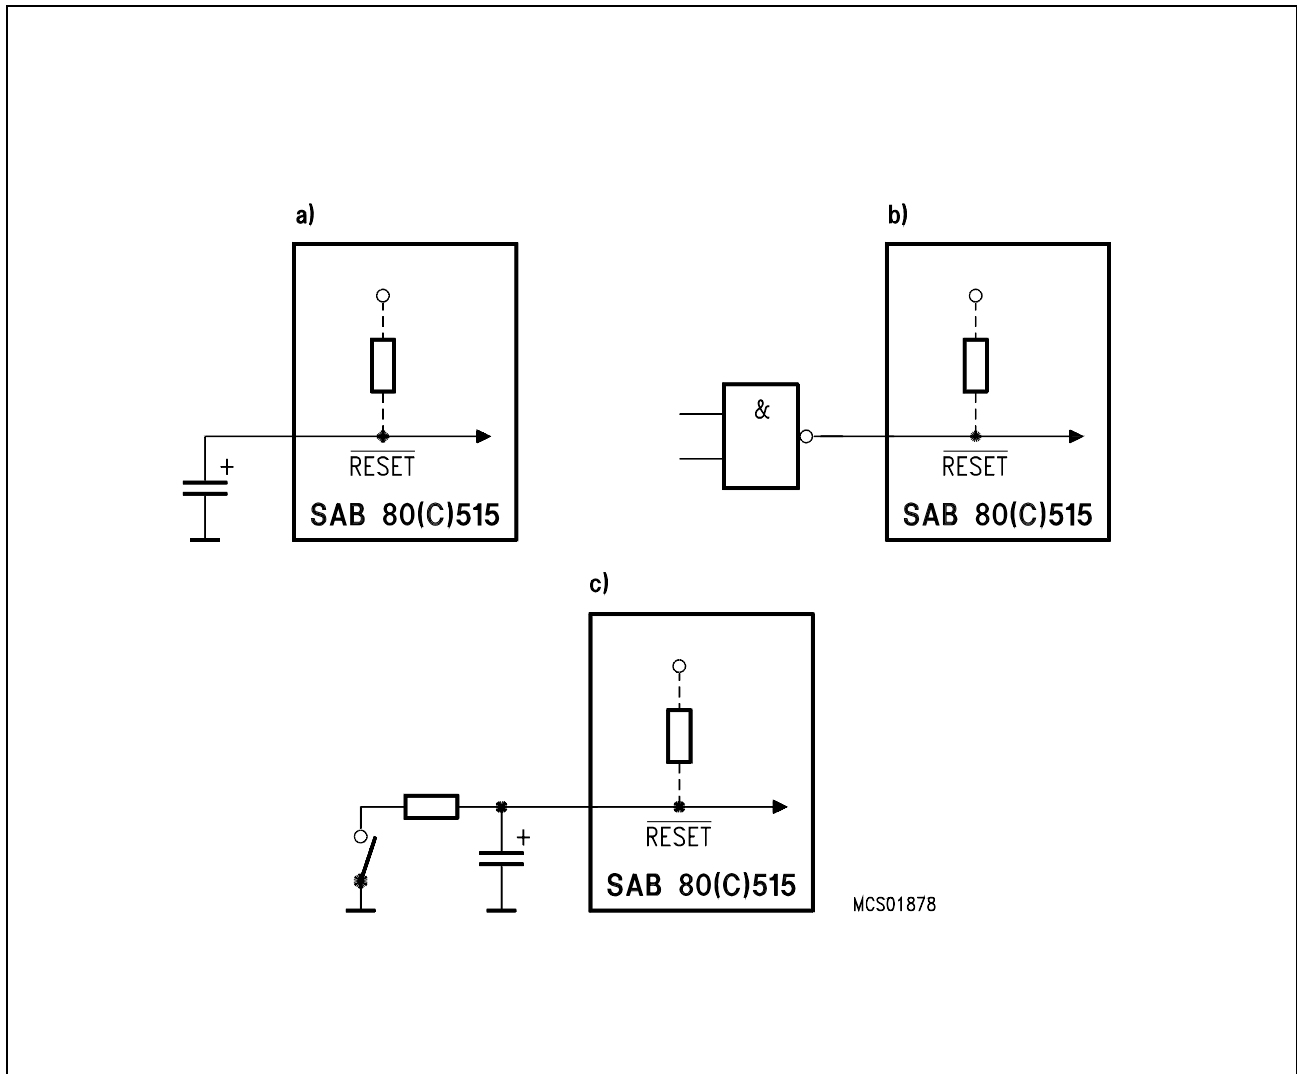 a)
b)
+
RESET
SAB 80(C)515
&
RESET
SAB 80(C)515
c)
+
RESET
SAB 80(C)515
MCS01878